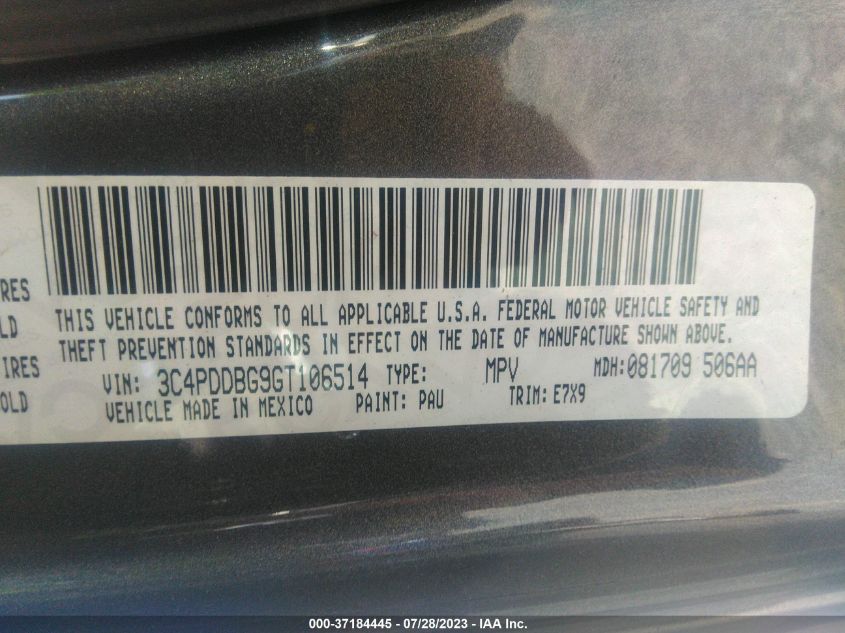 IRES
LD
IRES
OLD
THIS VEHICLE CONFORMS TO ALL APPLICABLE U.S.A. FEDERAL MOTOR VEHICLE SAFETY AND
THEFT PREVENTION STANDARDS IN EFFECT ON THE DATE OF MANUFACTURE SHOWN ABOVE.
VIN: 3C4PDDBG9GT106514 TYPE: MPV MDH:081709 506AA
VEHICLE MADE IN MEXICO PAINT: PAU TRIM: E7X9
000-37184445 - 07/28/2023 - IAA Inc.